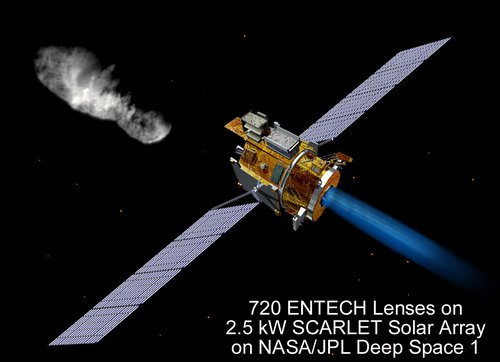 720 ENTECH Lenses on
2.5 kW SCARLET Solar Array
on NASA/JPL Deep Space 1